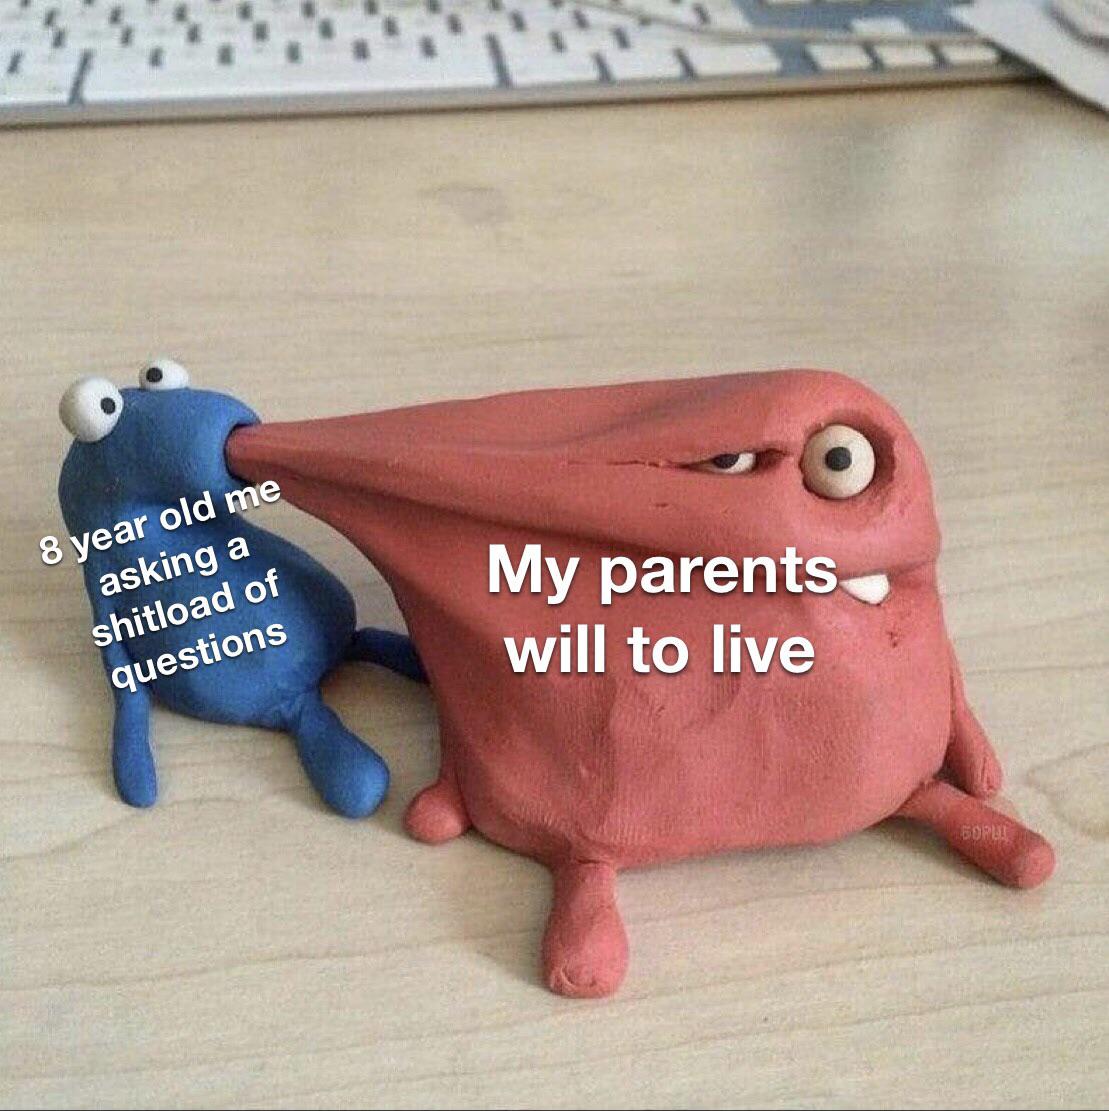 8 year old me
asking a
shitload of
questions
My parents
will to live